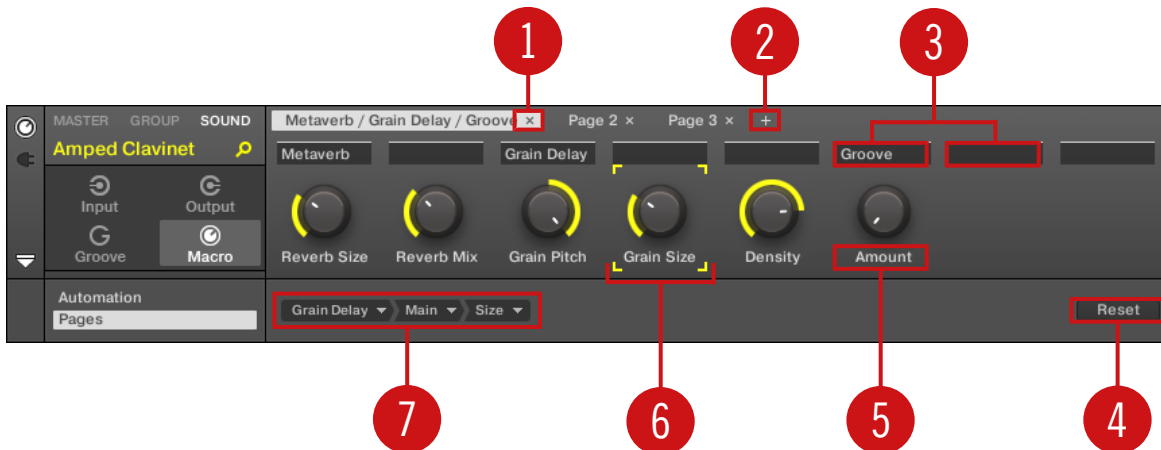 1 2 3
MASTER GROUP SOUND
Metaverb / Grain Delay / Groove × Page 2 × Page 3 × +
Amped Clavinet
Metaverb Grain Delay Groove
Input Output
Groove Macro
Reverb Size Reverb Mix Grain Pitch Grain Size Density Amount
Automation
Pages
Grain Delay Main Size Reset
7 6 5 4